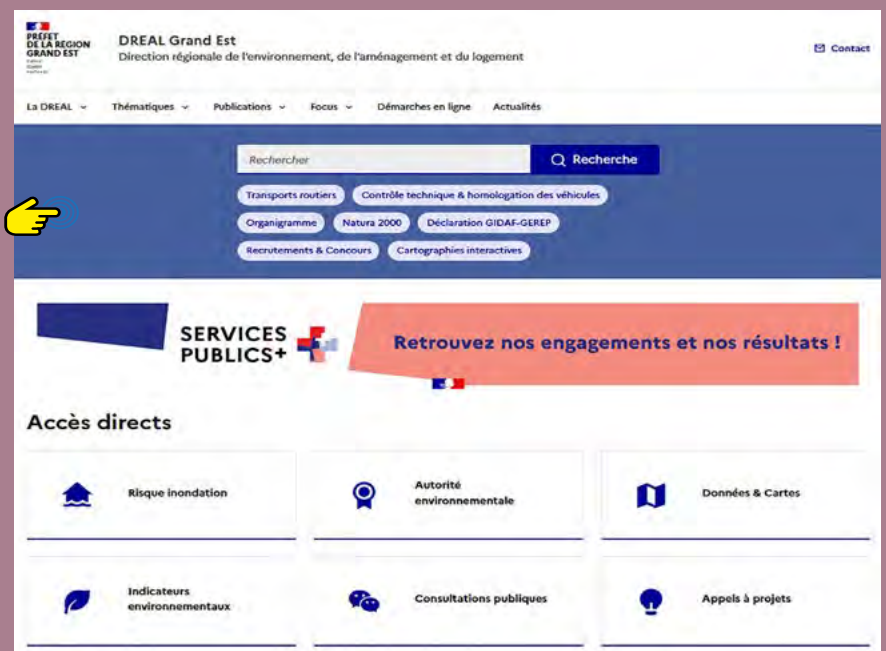 PRÉFET
DE LA RÉGION
GRAND EST
DREAL Grand Est
Direction régionale de l'environnement, de l'aménagement et du logement
Contact
La DREAL
Thématiques
Publications
Focus
Démarches en ligne
Actualités
Rechercher
Recherche
Transports routiers
Contrôle technique & homologation des véhicules
Organigramme
Natura 2000
Déclaration GIDAF-GEREP
Recrutements & Concours
Cartographies interactives
SERVICES
PUBLICS+
Retrouvez nos engagements et nos résultats !
Accès directs
Risque inondation
Autorité
environnementale
Données & Cartes
Indicateurs
environnementaux
Consultations publiques
Appels à projets